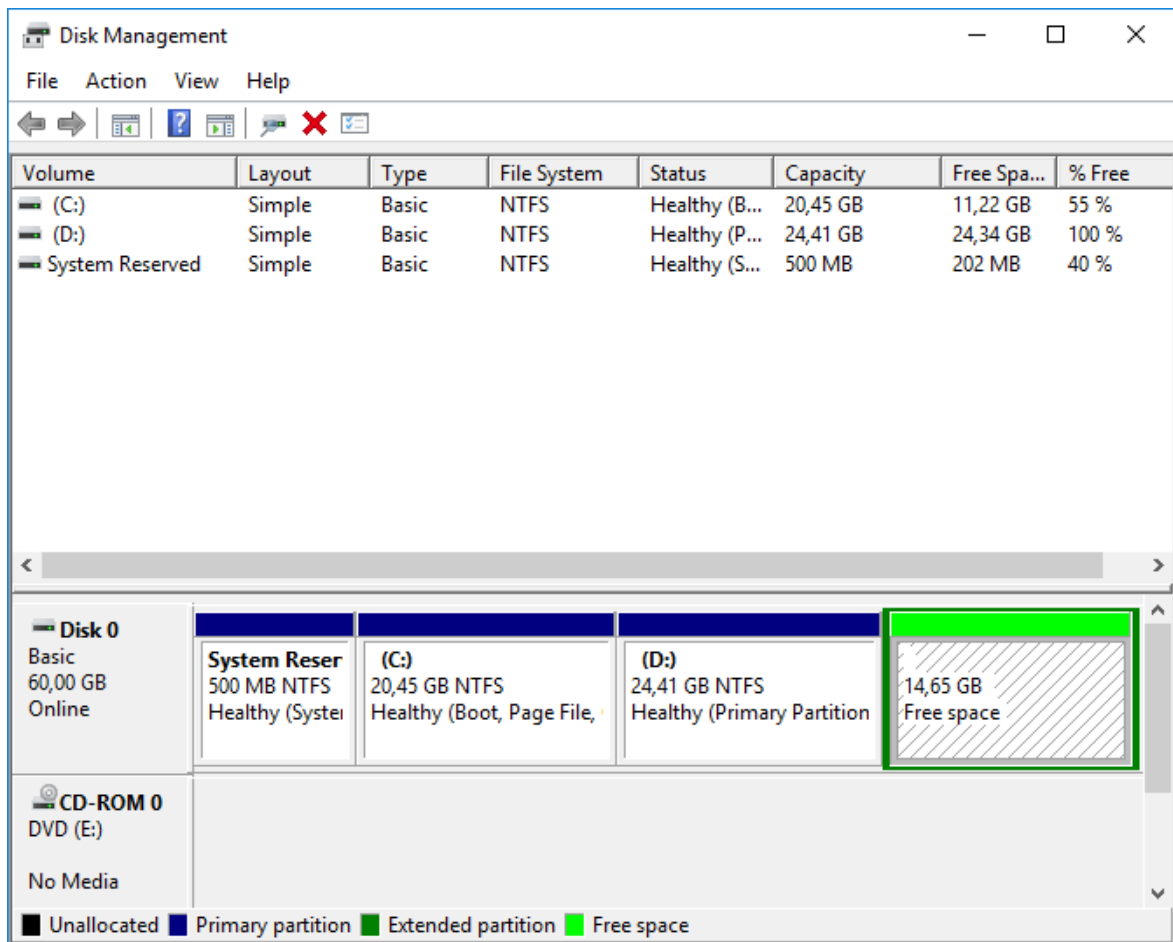 Disk Management
File Action View Help
Volume Layout Type File System Status Capacity Free Spa... % Free
(C:) Simple Basic NTFS Healthy (B... 20,45 GB 11,22 GB 55 %
(D:) Simple Basic NTFS Healthy (P... 24,41 GB 24,34 GB 100 %
System Reserved Simple Basic NTFS Healthy (S... 500 MB 202 MB 40 %
Disk 0
Basic
60,00 GB
Online
System Reser
500 MB NTFS
Healthy (Syste
(C:)
20,45 GB NTFS
Healthy (Boot, Page File,
(D:)
24,41 GB NTFS
Healthy (Primary Partition
14,65 GB
Free space
CD-ROM 0
DVD (E:)
No Media
Unallocated Primary partition Extended partition Free space